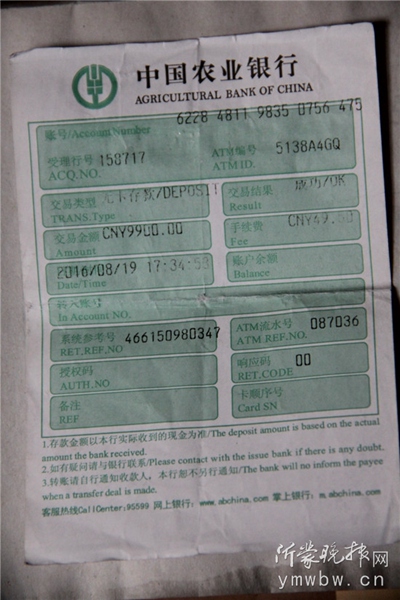 中国农业银行
AGRICULTURAL BANK OF CHINA
6228 4811 9835 0756 475
账号/Account Number
受理行号 158717
ACQ.NO.
ATM编号 5138A4GQ
ATM ID.
交易类型 无卡存款/DEPOSIT
TRANS.Type
交易结果 成功/OK
Result
交易金额 CNY9900.00
Amount
手续费
Fee
2016/08/19 17:34:53
Date/Time
账户余额
Balance
转入账号
In Account NO.
系统参考号 466150980347
RET.REF.NO
ATM流水号 087036
ATM REF.NO.
授权码
AUTH.NO
响应码 00
RET.CODE
备注
REF
卡顺序号
Card SN
1.存款金额以本行实际收到的现金为准/The deposit amount is based on the actual
amount the bank received.
2.如有疑问请与银行联系/Please contact with the issue bank if there is any doubt.
3.转账请自行通知收款人，本行恕不另行通知/The bank will no inform the payee
when a transfer deal is made.
客服热线CallCenter:95599 网上银行: www.abchina.com 掌上银行: m.abchina.com
沂蒙晚报网
ymwbw.cn